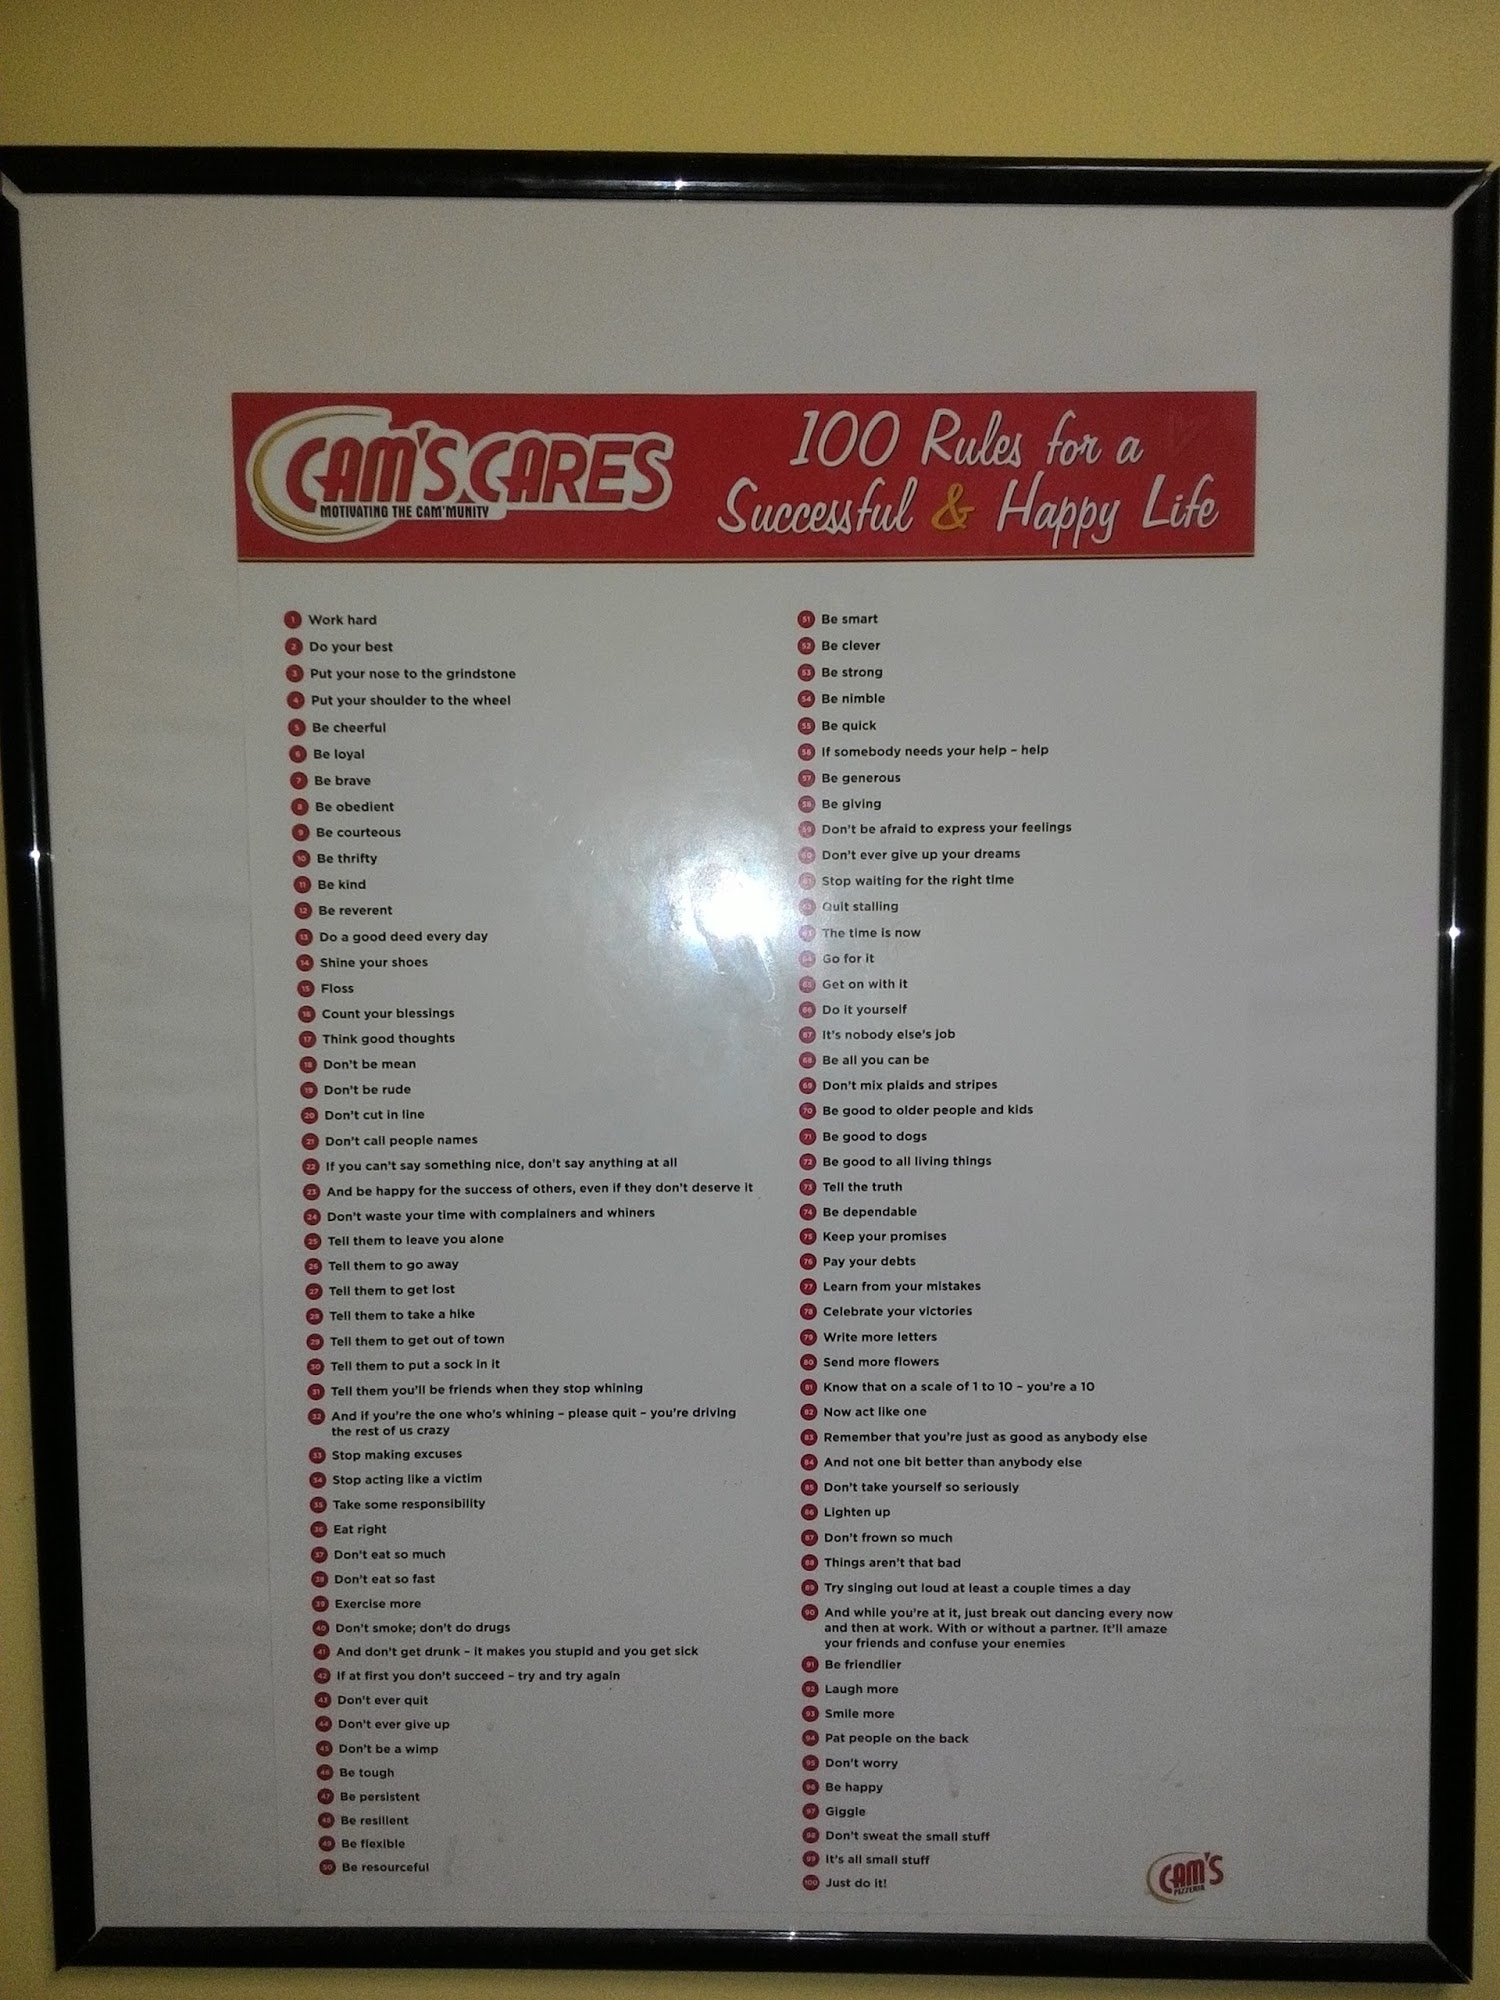 CAM'S CARES
MOTIVATING THE CAM'MUNITY
100 Rules for a
Successful & Happy Life
1 Work hard
2 Do your best
3 Put your nose to the grindstone
4 Put your shoulder to the wheel
5 Be cheerful
6 Be loyal
7 Be brave
8 Be obedient
9 Be courteous
10 Be thrifty
11 Be kind
12 Be reverent
13 Do a good deed every day
14 Shine your shoes
15 Floss
16 Count your blessings
17 Think good thoughts
18 Don't be mean
19 Don't be rude
20 Don't cut in line
21 Don't call people names
22 If you can't say something nice, don't say anything at all
23 And be happy for the success of others, even if they don't deserve it
24 Don't waste your time with complainers and whiners
25 Tell them to leave you alone
26 Tell them to go away
27 Tell them to get lost
28 Tell them to take a hike
29 Tell them to get out of town
30 Tell them to put a sock in it
31 Tell them you'll be friends when they stop whining
32 And if you're the one who's whining – please quit – you're driving
the rest of us crazy
33 Stop making excuses
34 Stop acting like a victim
35 Take some responsibility
36 Eat right
37 Don't eat so much
38 Don't eat so fast
39 Exercise more
40 Don't smoke; don't do drugs
41 And don't get drunk – it makes you stupid and you get sick
42 If at first you don't succeed – try and try again
43 Don't ever quit
44 Don't ever give up
45 Don't be a wimp
46 Be tough
47 Be persistent
48 Be resilient
49 Be flexible
50 Be resourceful
51 Be smart
52 Be clever
53 Be strong
54 Be nimble
55 Be quick
56 If somebody needs your help – help
57 Be generous
58 Be giving
59 Don't be afraid to express your feelings
60 Don't ever give up your dreams
61 Stop waiting for the right time
62 Quit stalling
63 The time is now
64 Go for it
65 Get on with it
66 Do it yourself
67 It's nobody else's job
68 Be all you can be
69 Don't mix plaids and stripes
70 Be good to older people and kids
71 Be good to dogs
72 Be good to all living things
73 Tell the truth
74 Be dependable
75 Keep your promises
76 Pay your debts
77 Learn from your mistakes
78 Celebrate your victories
79 Write more letters
80 Send more flowers
81 Know that on a scale of 1 to 10 – you're a 10
82 Now act like one
83 Remember that you're just as good as anybody else
84 And not one bit better than anybody else
85 Don't take yourself so seriously
86 Lighten up
87 Don't frown so much
88 Things aren't that bad
89 Try singing out loud at least a couple times a day
90 And while you're at it, just break out dancing every now
and then at work. With or without a partner. It'll amaze
your friends and confuse your enemies
91 Be friendlier
92 Laugh more
93 Smile more
94 Pat people on the back
95 Don't worry
96 Be happy
97 Giggle
98 Don't sweat the small stuff
99 It's all small stuff
100 Just do it!
CAM'S
PIZZERIA